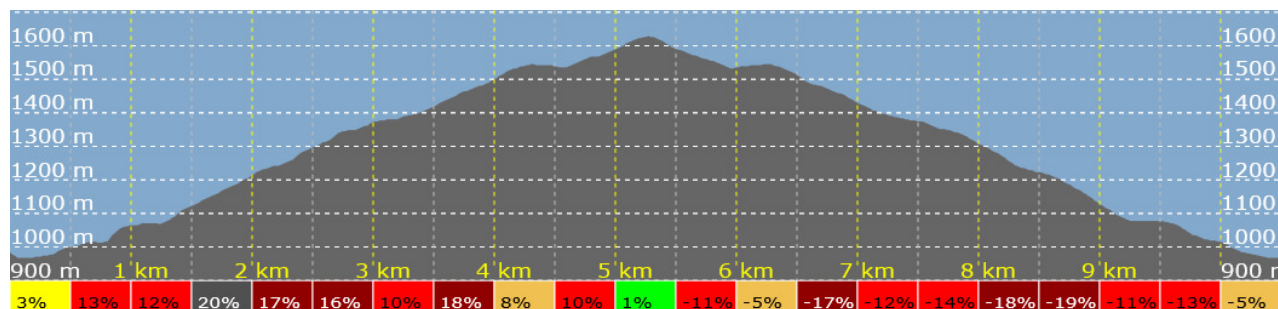 1600 m 1600
1500 m 1500
1400 m 1400
1300 m 1300
1200 m 1200
1100 m 1100
1000 m 1000
900 m 1 km 2 km 3 km 4 km 5 km 6 km 7 km 8 km 9 km 900 m
3% 13% 12% 20% 17% 16% 10% 18% 8% 10% 1% -11% -5% -17% -12% -14% -18% -19% -11% -13% -5%